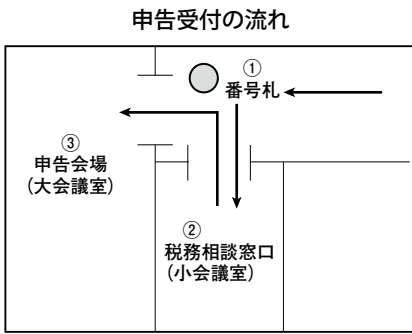 申告受付の流れ
①
番号札
②
税務相談窓口
(小会議室)
③
申告会場
(大会議室)